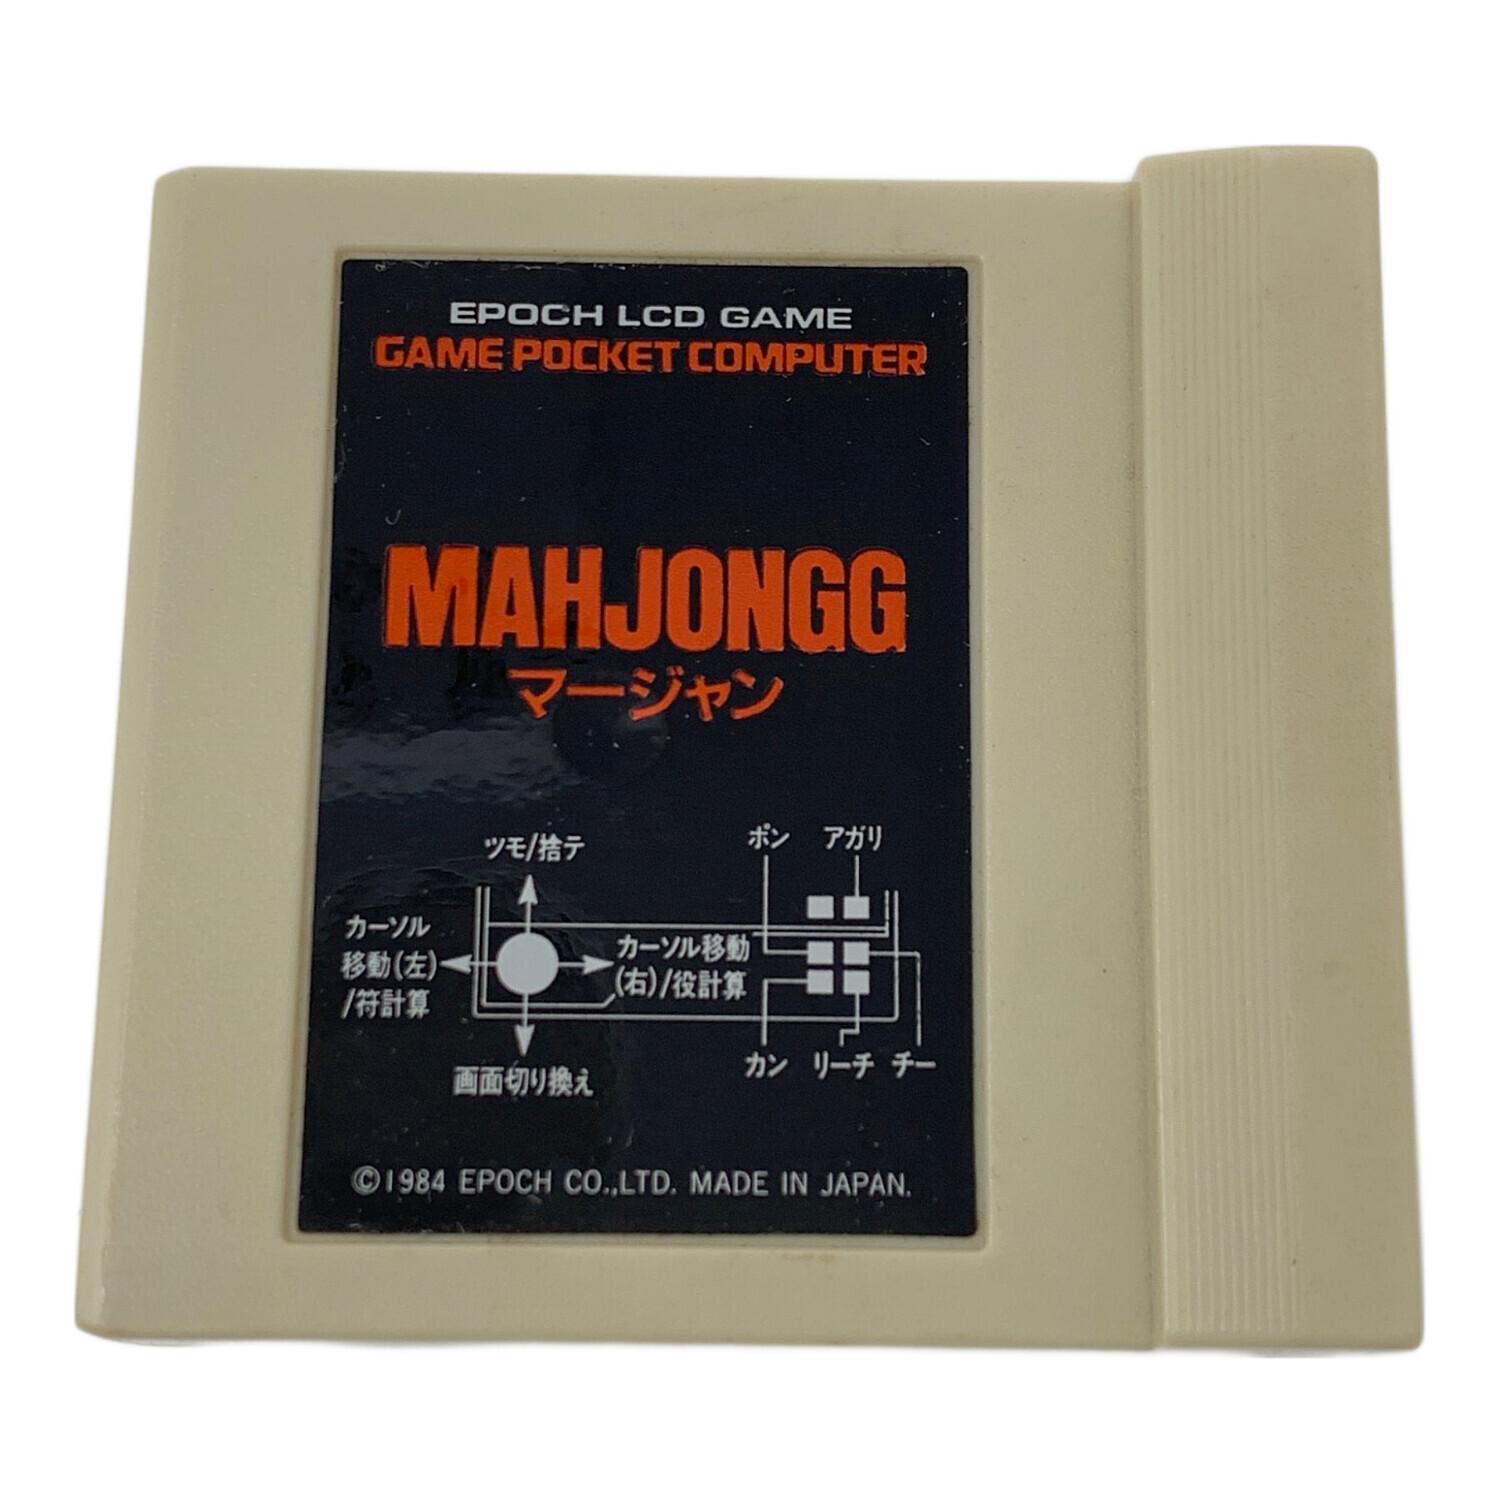 EPOCH LCD GAME
GAME POCKET COMPUTER
MAHJONGG
マージャン
ツモ/捨テ
カーソル
移動(左)
/符計算
カーソル移動
(右)/役計算
画面切り換え
ポン アガリ
カン リーチ チー
©1984 EPOCH CO.,LTD. MADE IN JAPAN.